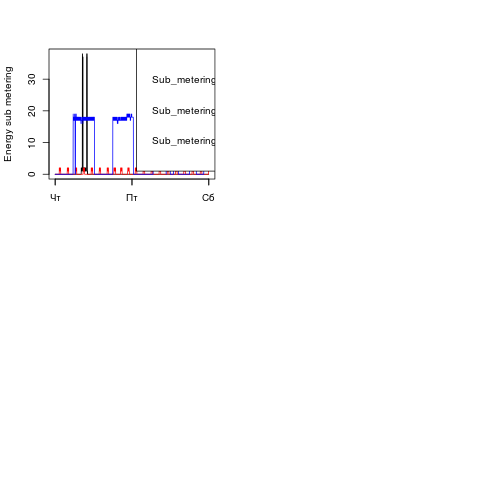 Energy sub metering
30
20
10
0
Sub_metering
Sub_metering
Sub_metering
Чт
Пт
Сб